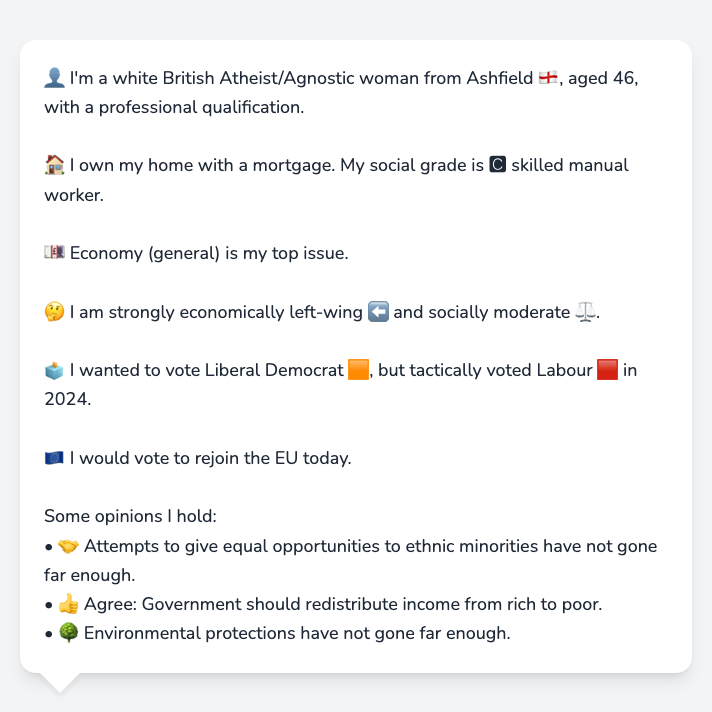 👤 I'm a white British Atheist/Agnostic woman from Ashfield 🏴󠁧󠁢󠁥󠁮󠁧󠁿, aged 46,
with a professional qualification.
🏠 I own my home with a mortgage. My social grade is 🅲 skilled manual
worker.
💷 Economy (general) is my top issue.
🤔 I am strongly economically left-wing ⬅️ and socially moderate ⚖️.
🗳️ I wanted to vote Liberal Democrat 🟧, but tactically voted Labour 🟥 in
2024.
🇪🇺 I would vote to rejoin the EU today.
Some opinions I hold:
• 🤝 Attempts to give equal opportunities to ethnic minorities have not gone
far enough.
• 👍 Agree: Government should redistribute income from rich to poor.
• 🌳 Environmental protections have not gone far enough.